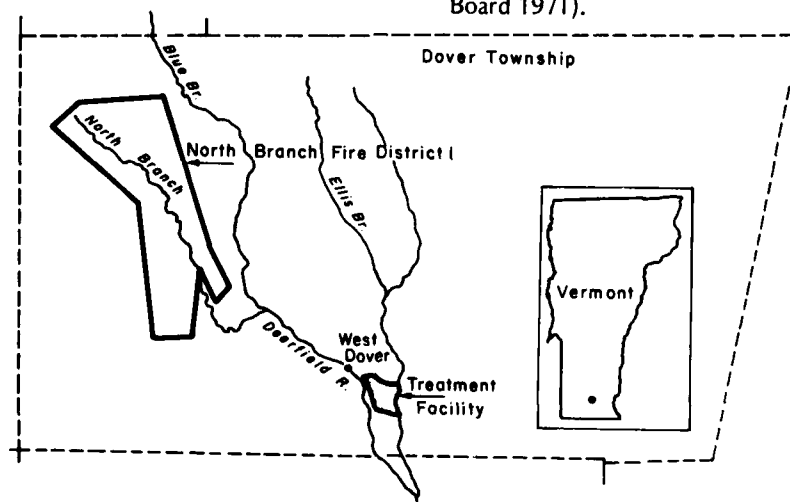 Board 1971).
Dover Township
Blue Br.
North Branch Fire District 1
North Branch
Ellis Br.
Vermont
West
Dover
Deerfield R.
Treatment
Facility